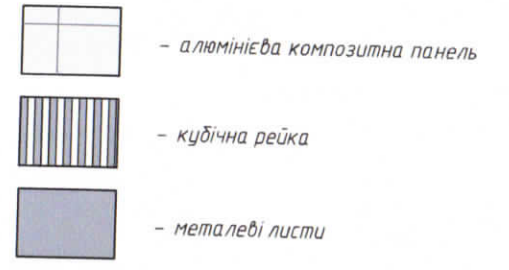 - алюмінієва композитна панель
- кубічна рейка
- металеві листи